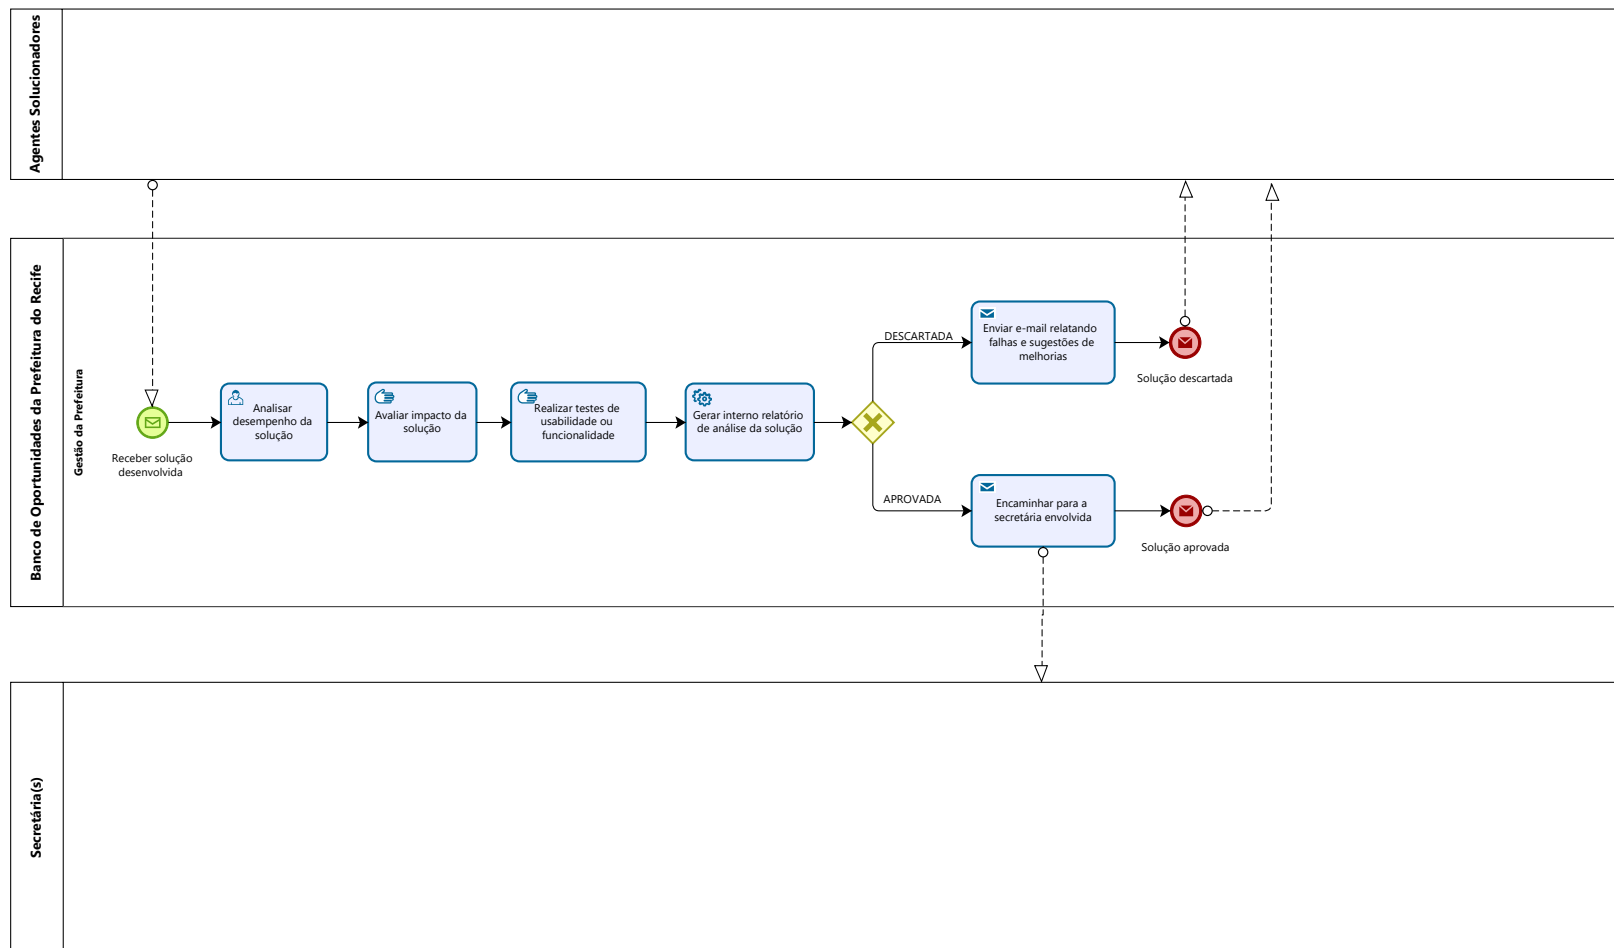 Agentes Solucionadores
Banco de Oportunidades da Prefeitura do Recife
Gestão da Prefeitura
Receber solução
desenvolvida
Analisar
desempenho da
solução
Avaliar impacto da
solução
Realizar testes de
usabilidade ou
funcionalidade
Gerar interno relatório
de análise da solução
DESCARTADA
Enviar e-mail relatando
falhas e sugestões de
melhorias
Solução descartada
APROVADA
Encaminhar para a
secretária envolvida
Solução aprovada
Secretária(s)